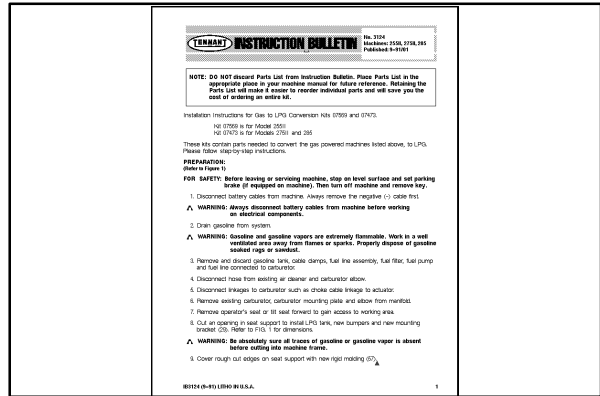 TENNANT INSTRUCTION BULLETIN
No. 3124
Machines: 255II, 275II, 285
Published: 9-91/01
NOTE: DO NOT discard Parts List from Instruction Bulletin. Place Parts List in the
appropriate place in your machine manual for future reference. Retaining the
Parts List will make it easier to reorder individual parts and will save you the
cost of ordering an entire kit.
Installation Instructions for Gas to LPG Conversion Kits 07569 and 07473.
Kit 07569 is for Model 255II
Kit 07473 is for Models 275II and 285
These kits contain parts needed to convert the gas powered machines listed above, to LPG.
Please follow step-by-step instructions.
PREPARATION:
(Refer to Figure 1)
FOR SAFETY: Before leaving or servicing machine, stop on level surface and set parking
brake (if equipped on machine). Then turn off machine and remove key.
1. Disconnect battery cables from machine. Always remove the negative (-) cable first.
WARNING: Always disconnect battery cables from machine before working
on electrical components.
2. Drain gasoline from system.
WARNING: Gasoline and gasoline vapors are extremely flammable. Work in a well
ventilated area away from flames or sparks. Properly dispose of gasoline
soaked rags or sawdust.
3. Remove and discard gasoline tank, cable clamps, fuel line assembly, fuel filter, fuel pump
and fuel line connected to carburetor.
4. Disconnect hose from existing air cleaner and carburetor elbow.
5. Disconnect linkages to carburetor such as choke cable linkage to actuator.
6. Remove existing carburetor, carburetor mounting plate and elbow from manifold.
7. Remove operator's seat or tilt seat forward to gain access to working area.
8. Cut an opening in seat support to install LPG tank, new bumpers and new mounting
bracket (29). Refer to FIG. 1 for dimensions.
WARNING: Be absolutely sure all traces of gasoline or gasoline vapor is absent
before cutting into machine frame.
9. Cover rough cut edges on seat support with new rigid molding (57).
IB3124 (9-91) LITHO IN U.S.A. 1